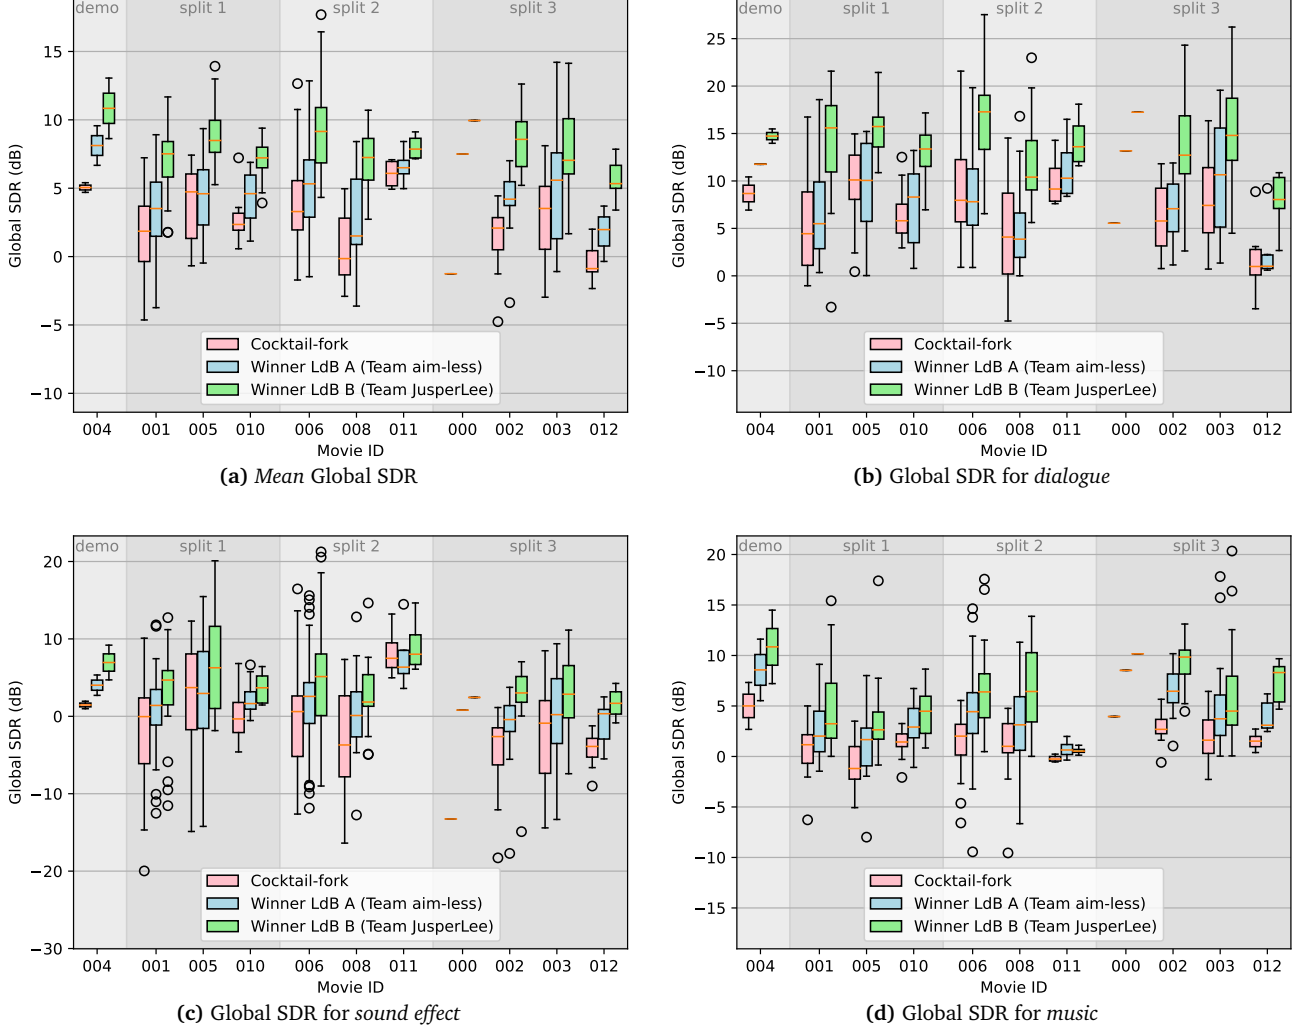 demo split 1 split 2 split 3
15
10
5
0
−5
−10
Global SDR (dB)
Cocktail-fork
Winner LdB A (Team aim-less)
Winner LdB B (Team JusperLee)
004 001 005 010 006 008 011 000 002 003 012
Movie ID
(a) Mean Global SDR
demo split 1 split 2 split 3
25
20
15
10
5
0
−5
−10
Global SDR (dB)
Cocktail-fork
Winner LdB A (Team aim-less)
Winner LdB B (Team JusperLee)
004 001 005 010 006 008 011 000 002 003 012
Movie ID
(b) Global SDR for dialogue
demo split 1 split 2 split 3
20
10
0
−10
−20
−30
Global SDR (dB)
Cocktail-fork
Winner LdB A (Team aim-less)
Winner LdB B (Team JusperLee)
004 001 005 010 006 008 011 000 002 003 012
Movie ID
(c) Global SDR for sound effect
demo split 1 split 2 split 3
20
15
10
5
0
−5
−10
−15
Global SDR (dB)
Cocktail-fork
Winner LdB A (Team aim-less)
Winner LdB B (Team JusperLee)
004 001 005 010 006 008 011 000 002 003 012
Movie ID
(d) Global SDR for music